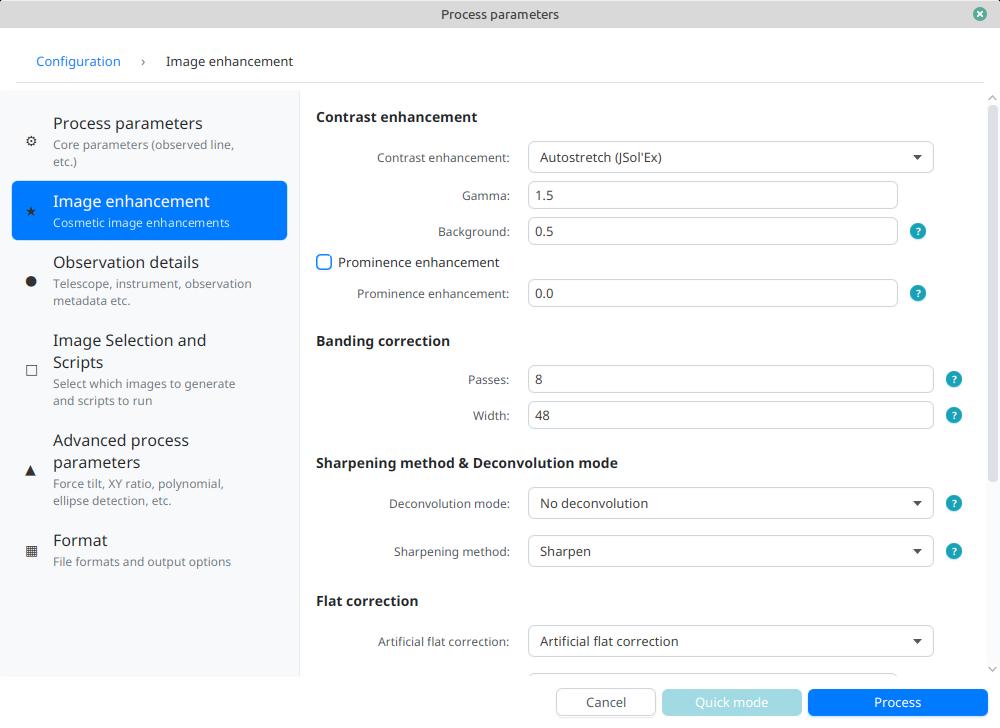 Process parameters
Configuration › Image enhancement
Process parameters
Core parameters (observed line,
etc.)
Image enhancement
Cosmetic image enhancements
Observation details
Telescope, instrument, observation
metadata etc.
Image Selection and
Scripts
Select which images to generate
and scripts to run
Advanced process
parameters
Force tilt, XY ratio, polynomial,
ellipse detection, etc.
Format
File formats and output options
Contrast enhancement
Contrast enhancement: Autostretch (JSol'Ex)
Gamma: 1.5
Background: 0.5 ?
Prominence enhancement
Prominence enhancement: 0.0 ?
Banding correction
Passes: 8 ?
Width: 48 ?
Sharpening method & Deconvolution mode
Deconvolution mode: No deconvolution ?
Sharpening method: Sharpen ?
Flat correction
Artificial flat correction: Artificial flat correction
Cancel Quick mode Process